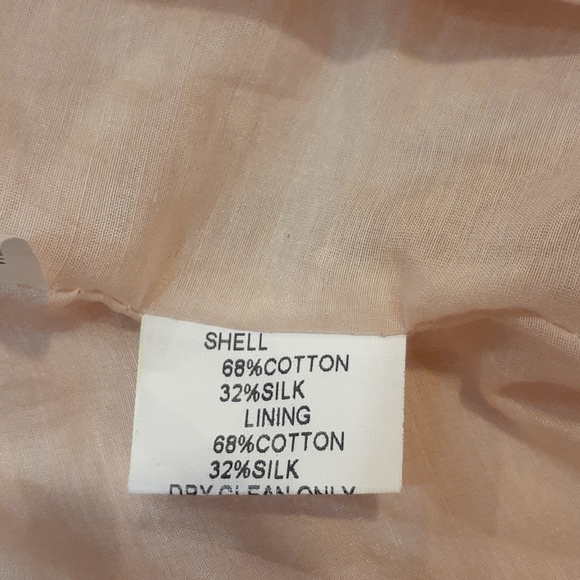 SHELL
68%COTTON
32%SILK
LINING
68%COTTON
32%SILK
DRY CLEAN ONLY